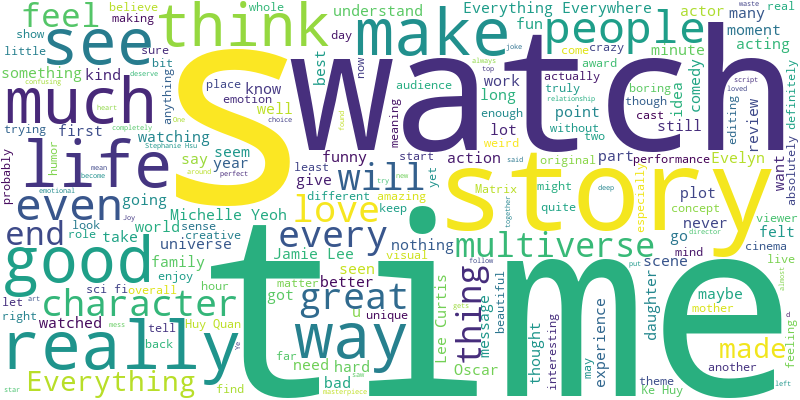 feel
think
make
people
Everything Everywhere
whole
believe
making
show
little
something
sure
bit
kind
see
much
life
even
end
good
really
s
watch
time
story
will
love
every
great
way
character
thing
multiverse
made
Everything
fun
crazy
understand
day
now
best
place
know
emotion
well
anything
trying
first
watching
say
seem
year
funny
least
give
start
different
amazing
keep
going
Michelle Yeoh
world
sense
creative
universe
look
role
take
family
enjoy
sci fi
overall
hour
let
right
watched
tell
back
Huy Quan
find
art
mess
star
probably
humor
One
completely
Stephanie Hsu
mean
become
emotional
Joy
confusing
deserve
heart
joke
top
audience
meaning
long
work
enough
lot
action
yet
nothing
Jamie Lee
seen
visual
better
matter
got
u
unique
far
need
hard
bad
saw
masterpiece
Ye
around
perfect
choice
found
try
new
come
minute
award
actually
truly
point
without
two
weird
always
said
original
part
might
quite
Matrix
especially
together
deep
plot
concept
never
go
scene
mind
director
put
daughter
maybe
mother
another
theme
Ke Huy
experience
may
interesting
thought
beautiful
message
Oscar
Lee Curtis
follow
gets
actor
many
moment
real
acting
idea
comedy
boring
though
cast
still
performance
Evelyn
editing
review
want
absolutely
definitely
script
loved
relationship
waste
viewer
felt
cinema
live
feeling
almost
left